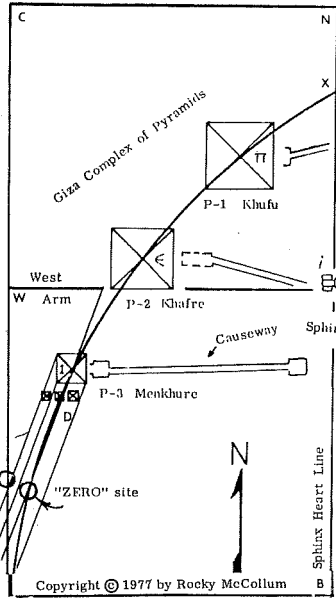 C
N
X
Giza Complex of Pyramids
π
P-1 Khufu
ϵ
i
West
W
Arm
P-2 Khafre
I
Sphin
Causeway
1
P-3 Menkhure
D
N
"ZERO" site
Sphinx Heart Line
Copyright © 1977 by Rocky McCollum
B